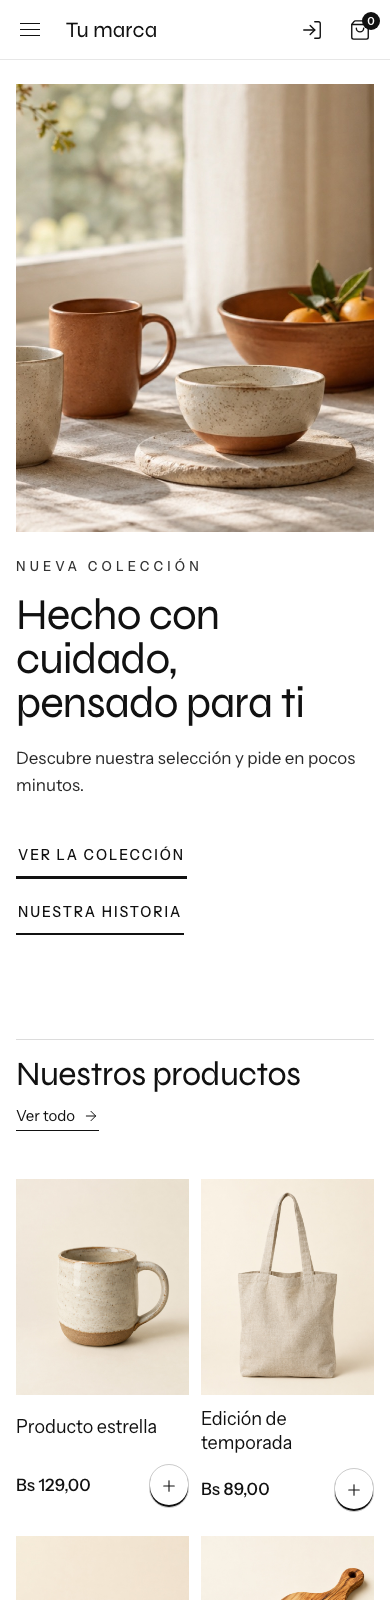 Tu marca
0
NUEVA COLECCIÓN
Hecho con
cuidado,
pensado para ti
Descubre nuestra selección y pide en pocos
minutos.
VER LA COLECCIÓN
NUESTRA HISTORIA
Nuestros productos
Ver todo
Producto estrella
Bs 129,00
Edición de
temporada
Bs 89,00